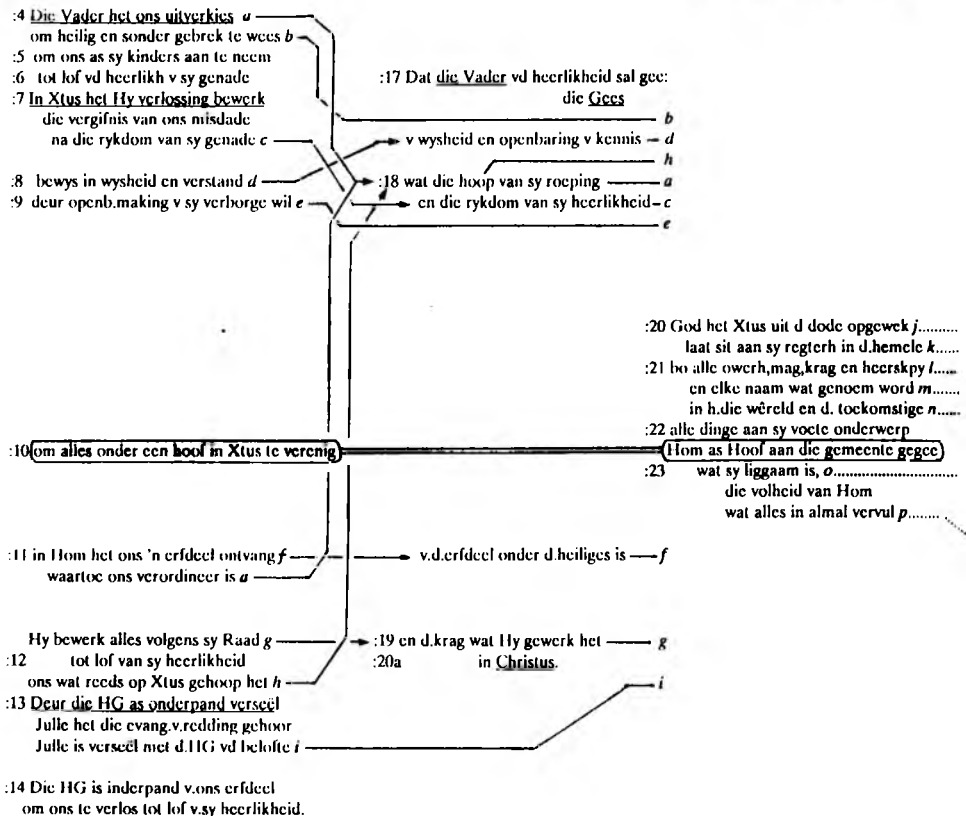 :4 Die Vader het ons uitverkies a
om heilig en sonder gebrek te wees b
:5 om ons as sy kinders aan te neem
:6 tot lof vd heerlikh v sy genade
:7 In Xtus het Hy verlossing bewerk
die vergifnis van ons misdade
na die rykdom van sy genade c
:8 bewys in wysheid en verstand d
:9 deur openb.making v sy verborge wil e
:17 Dat die Vader vd heerlikheid sal gee:
die Gees
b
v wysheid en openbaring v kennis d
h
:18 wat die hoop van sy roeping a
en die rykdom van sy heerlikheid c
e
:20 God het Xtus uit d dode opgewek j..........
laat sit aan sy regterh in d.hemele k......
:21 bo alle owerh,mag,krag en heerskpy l......
en elke naam wat genoem word m.......
in h.die wêreld en d. toekomstige n......
:22 alle dinge aan sy voete onderwerp
:10 om alles onder een hoof in Xtus te verenig
Hom as Hoof aan die gemeente gegee
:23 wat sy liggaam is, o..............................
die volheid van Hom
wat alles in almal vervul p........
:11 in Hom het ons 'n erfdeel ontvang f
v.d.erfdeel onder d.heiliges is f
waartoe ons verordineer is a
Hy bewerk alles volgens sy Raad g
:19 en d.krag wat Hy gewerk het g
:12 tot lof van sy heerlikheid
:20a in Christus.
ons wat reeds op Xtus gehoop het h
i
:13 Deur die HG as onderpand verseël
Julle het die evang.v.redding gehoor
Julle is verseël met d.HG vd belofte i
:14 Die HG is inderpand v.ons erfdeel
om ons te verlos tot lof v.sy heerlikheid.